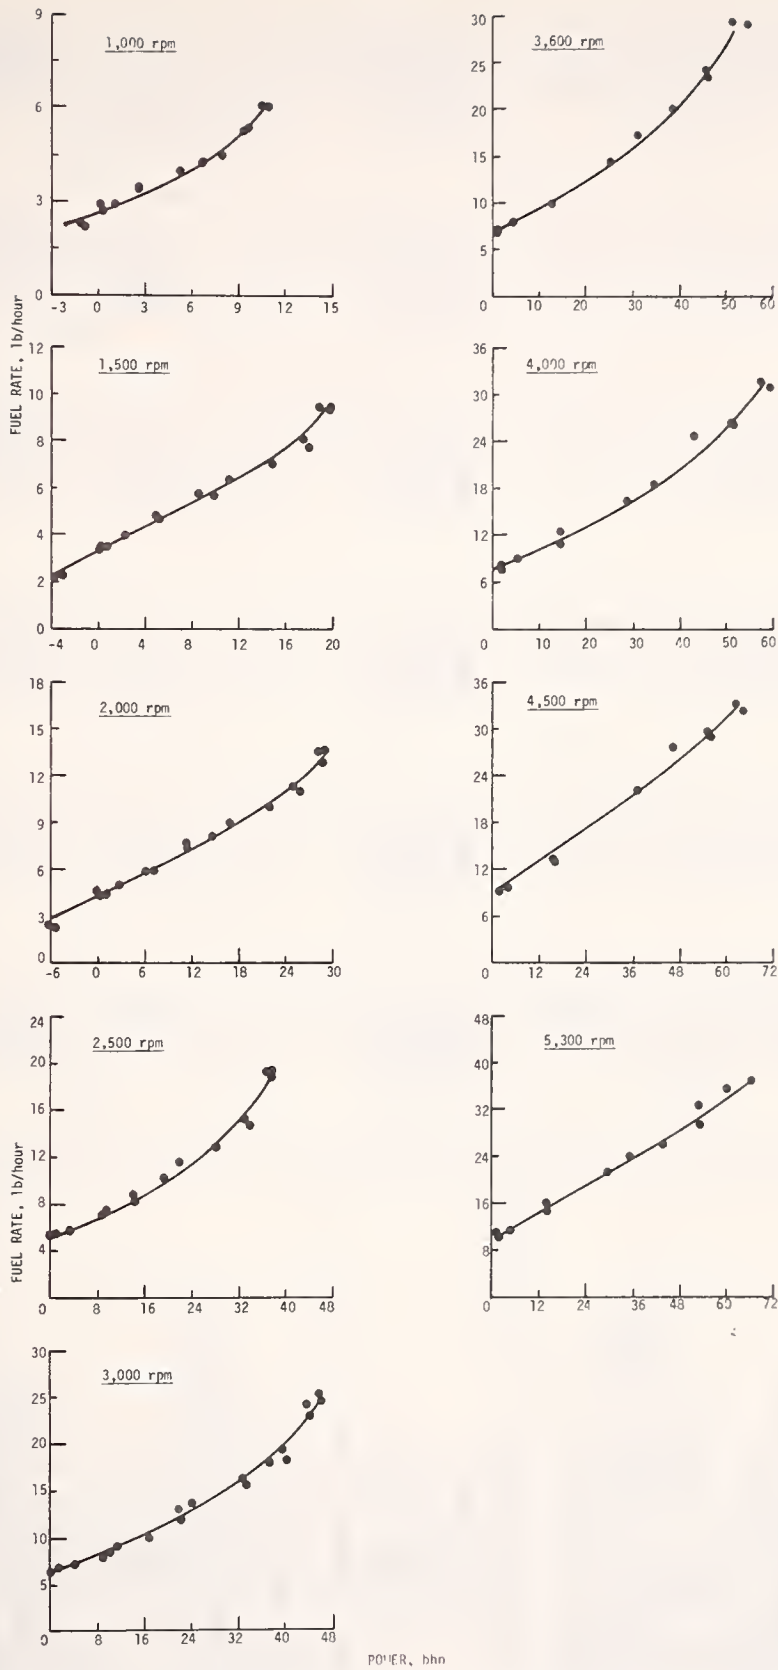 9
1,000 rpm
6
3
0
-3 0 3 6 9 12 15
FUEL RATE, lb/hour
12
1,500 rpm
10
8
6
4
2
0
-4 0 4 8 12 16 20
18
2,000 rpm
15
12
9
6
3
0
-6 0 6 12 18 24 30
24
2,500 rpm
20
16
12
8
4
0 8 16 24 32 40 48
FUEL RATE, lb/hour
30
3,000 rpm
25
20
15
10
5
0 8 16 24 32 40 48
30
3,600 rpm
25
20
15
10
5
0 10 20 30 40 50 60
36
4,000 rpm
30
24
18
12
6
0 10 20 30 40 50 60
36
4,500 rpm
30
24
18
12
6
0 12 24 36 48 60 72
48
5,300 rpm
40
32
24
16
8
0 12 24 36 48 60 72
POWER, bhp